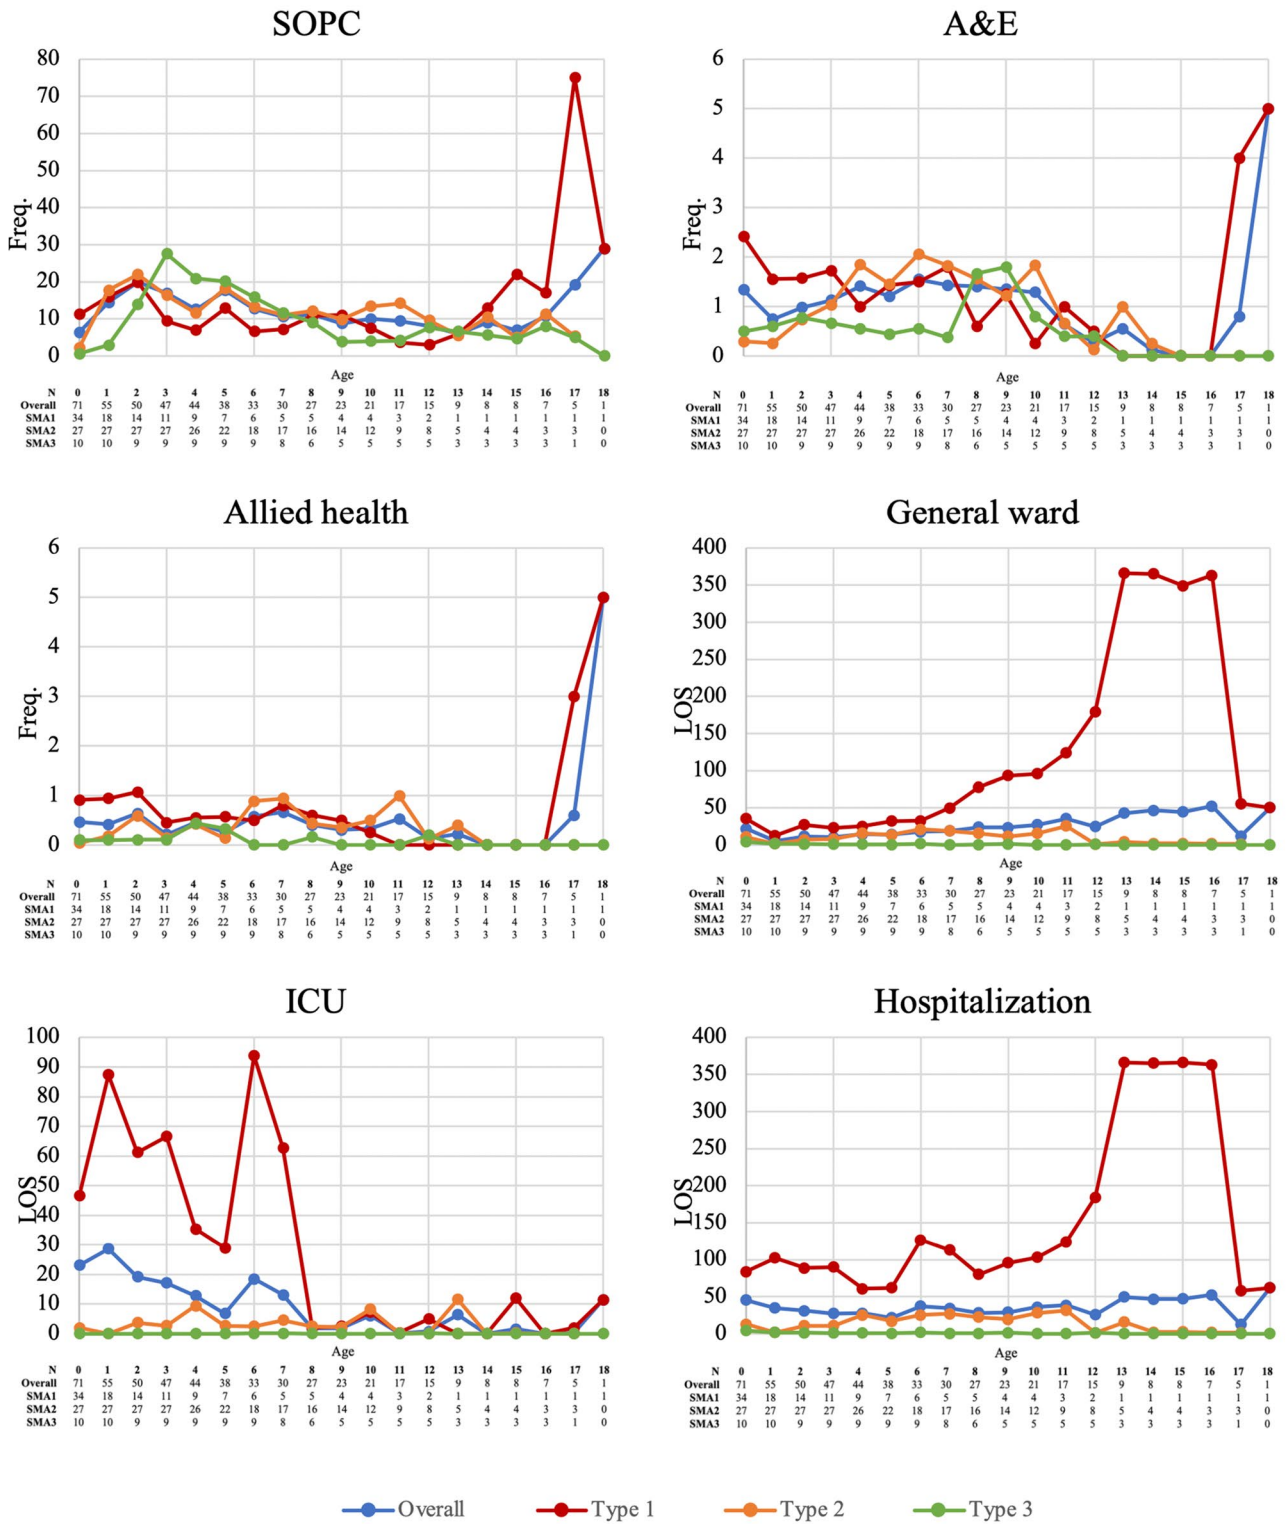 SOPC
80
70
60
50
40
30
20
10
0
Freq.
Age
N 0 1 2 3 4 5 6 7 8 9 10 11 12 13 14 15 16 17 18
Overall 71 55 50 47 44 38 33 30 27 23 21 17 15 9 8 8 7 5 1
SMA1 34 18 14 11 9 7 6 5 5 4 4 3 2 1 1 1 1 1 1
SMA2 27 27 27 27 26 22 18 17 16 14 12 9 8 5 4 4 3 3 0
SMA3 10 10 9 9 9 9 9 8 6 5 5 5 5 3 3 3 3 1 0
A&E
6
5
4
3
2
1
0
Freq.
Age
N 0 1 2 3 4 5 6 7 8 9 10 11 12 13 14 15 16 17 18
Overall 71 55 50 47 44 38 33 30 27 23 21 17 15 9 8 8 7 5 1
SMA1 34 18 14 11 9 7 6 5 5 4 4 3 2 1 1 1 1 1 1
SMA2 27 27 27 27 26 22 18 17 16 14 12 9 8 5 4 4 3 3 0
SMA3 10 10 9 9 9 9 9 8 6 5 5 5 5 3 3 3 3 1 0
Allied health
6
5
4
3
2
1
0
Freq.
Age
N 0 1 2 3 4 5 6 7 8 9 10 11 12 13 14 15 16 17 18
Overall 71 55 50 47 44 38 33 30 27 23 21 17 15 9 8 8 7 5 1
SMA1 34 18 14 11 9 7 6 5 5 4 4 3 2 1 1 1 1 1 1
SMA2 27 27 27 27 26 22 18 17 16 14 12 9 8 5 4 4 3 3 0
SMA3 10 10 9 9 9 9 9 8 6 5 5 5 5 3 3 3 3 1 0
General ward
400
350
300
250
200
150
100
50
0
LOS
Age
N 0 1 2 3 4 5 6 7 8 9 10 11 12 13 14 15 16 17 18
Overall 71 55 50 47 44 38 33 30 27 23 21 17 15 9 8 8 7 5 1
SMA1 34 18 14 11 9 7 6 5 5 4 4 3 2 1 1 1 1 1 1
SMA2 27 27 27 27 26 22 18 17 16 14 12 9 8 5 4 4 3 3 0
SMA3 10 10 9 9 9 9 9 8 6 5 5 5 5 3 3 3 3 1 0
ICU
100
90
80
70
60
50
40
30
20
10
0
LOS
Age
N 0 1 2 3 4 5 6 7 8 9 10 11 12 13 14 15 16 17 18
Overall 71 55 50 47 44 38 33 30 27 23 21 17 15 9 8 8 7 5 1
SMA1 34 18 14 11 9 7 6 5 5 4 4 3 2 1 1 1 1 1 1
SMA2 27 27 27 27 26 22 18 17 16 14 12 9 8 5 4 4 3 3 0
SMA3 10 10 9 9 9 9 9 8 6 5 5 5 5 3 3 3 3 1 0
Hospitalization
400
350
300
250
200
150
100
50
0
LOS
Age
N 0 1 2 3 4 5 6 7 8 9 10 11 12 13 14 15 16 17 18
Overall 71 55 50 47 44 38 33 30 27 23 21 17 15 9 8 8 7 5 1
SMA1 34 18 14 11 9 7 6 5 5 4 4 3 2 1 1 1 1 1 1
SMA2 27 27 27 27 26 22 18 17 16 14 12 9 8 5 4 4 3 3 0
SMA3 10 10 9 9 9 9 9 8 6 5 5 5 5 3 3 3 3 1 0
Overall Type 1 Type 2 Type 3